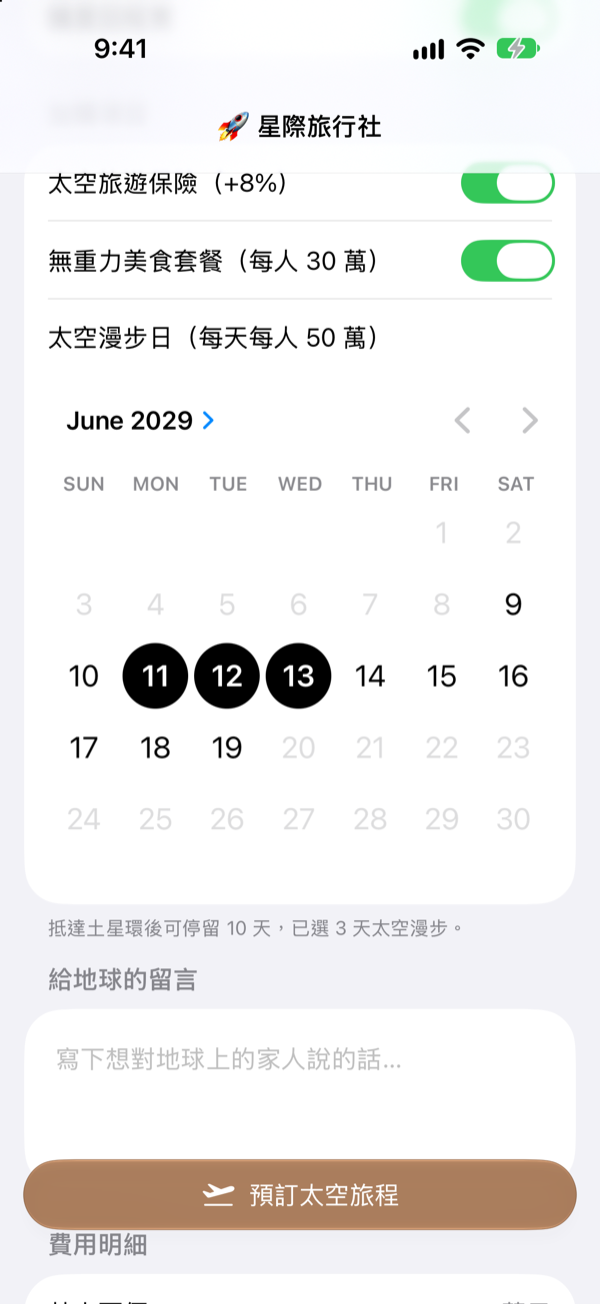 9:41
🚀 星際旅行社
太空旅遊保險（+8%）
無重力美食套餐（每人 30 萬）
太空漫步日（每天每人 50 萬）
June 2029
SUN MON TUE WED THU FRI SAT
1 2
3 4 5 6 7 8 9
10 11 12 13 14 15 16
17 18 19 20 21 22 23
24 25 26 27 28 29 30
抵達土星環後可停留 10 天，已選 3 天太空漫步。
給地球的留言
寫下想對地球上的家人說的話...
預訂太空旅程
費用明細